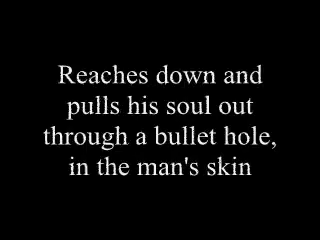 Reaches down and
pulls his soul out
through a bullet hole,
in the man's skin